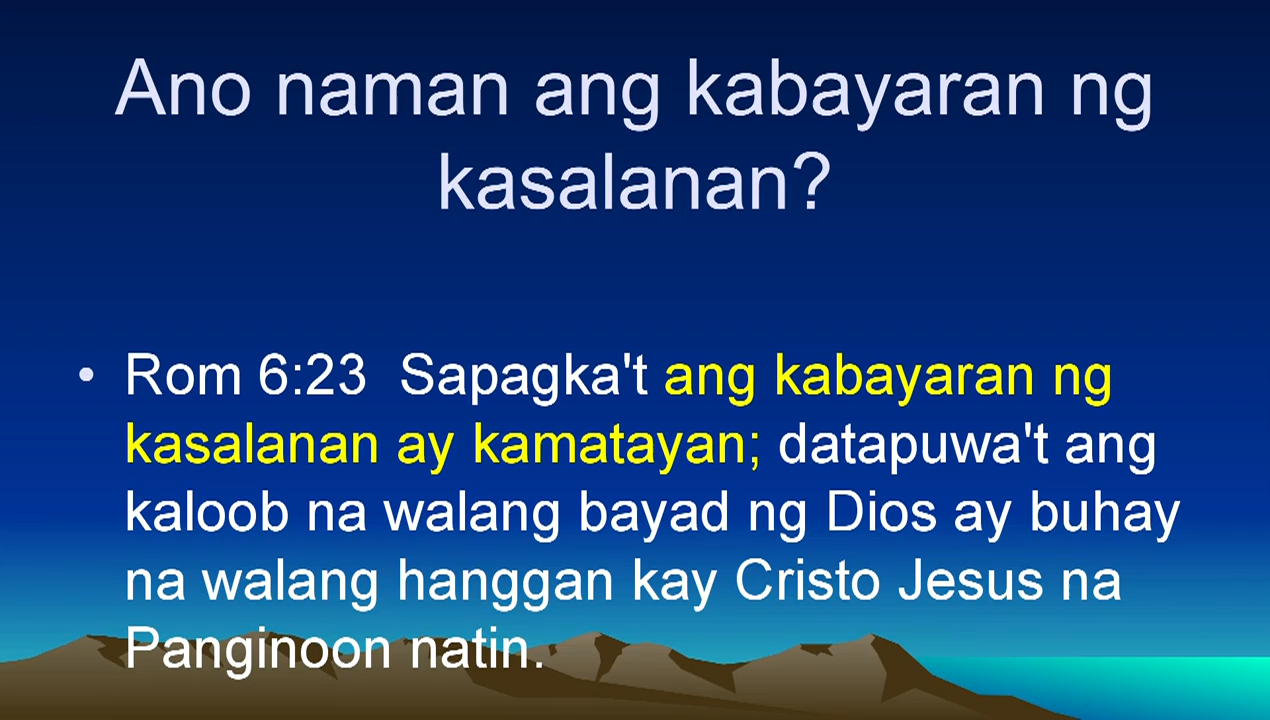 Ano naman ang kabayaran ng
kasalanan?
• Rom 6:23 Sapagka't ang kabayaran ng
kasalanan ay kamatayan; datapuwa't ang
kaloob na walang bayad ng Dios ay buhay
na walang hanggan kay Cristo Jesus na
Panginoon natin.